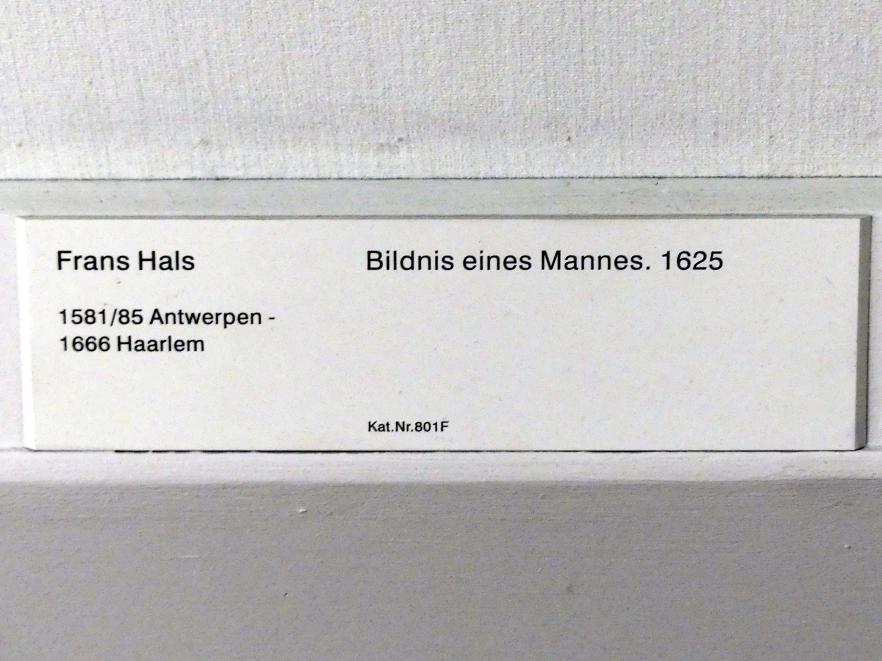 Frans Hals
1581/85 Antwerpen -
1666 Haarlem
Bildnis eines Mannes. 1625
Kat.Nr.801F